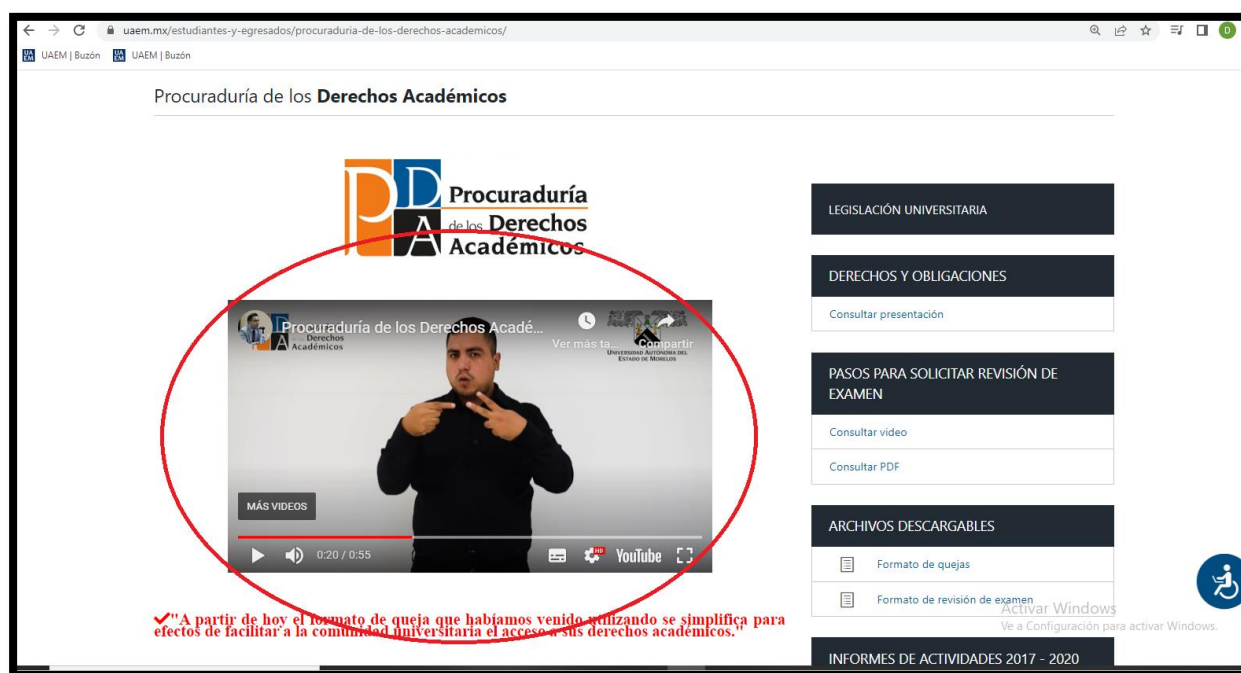 uaem.mx/estudiantes-y-egresados/procuraduria-de-los-derechos-academicos/
D
UAEM | Buzón UAEM | Buzón
Procuraduría de los Derechos Académicos
PDA
Procuraduría
de los Derechos
Académicos
Procuraduría de los Derechos Acadé...
Derechos
Académicos
Ver más ta...
Compartir
UNIVERSIDAD AUTÓNOMA DEL
ESTADO DE MORELOS
MÁS VIDEOS
0:20 / 0:55
HD
YouTube
✓"A partir de hoy el formato de queja que habíamos venido utilizando se simplifica para
efectos de facilitar a la comunidad universitaria el acceso a sus derechos académicos."
LEGISLACIÓN UNIVERSITARIA
DERECHOS Y OBLIGACIONES
Consultar presentación
PASOS PARA SOLICITAR REVISIÓN DE
EXAMEN
Consultar video
Consultar PDF
ARCHIVOS DESCARGABLES
Formato de quejas
Formato de revisión de examen
INFORMES DE ACTIVIDADES 2017 - 2020
Activar Windows
Ve a Configuración para activar Windows.